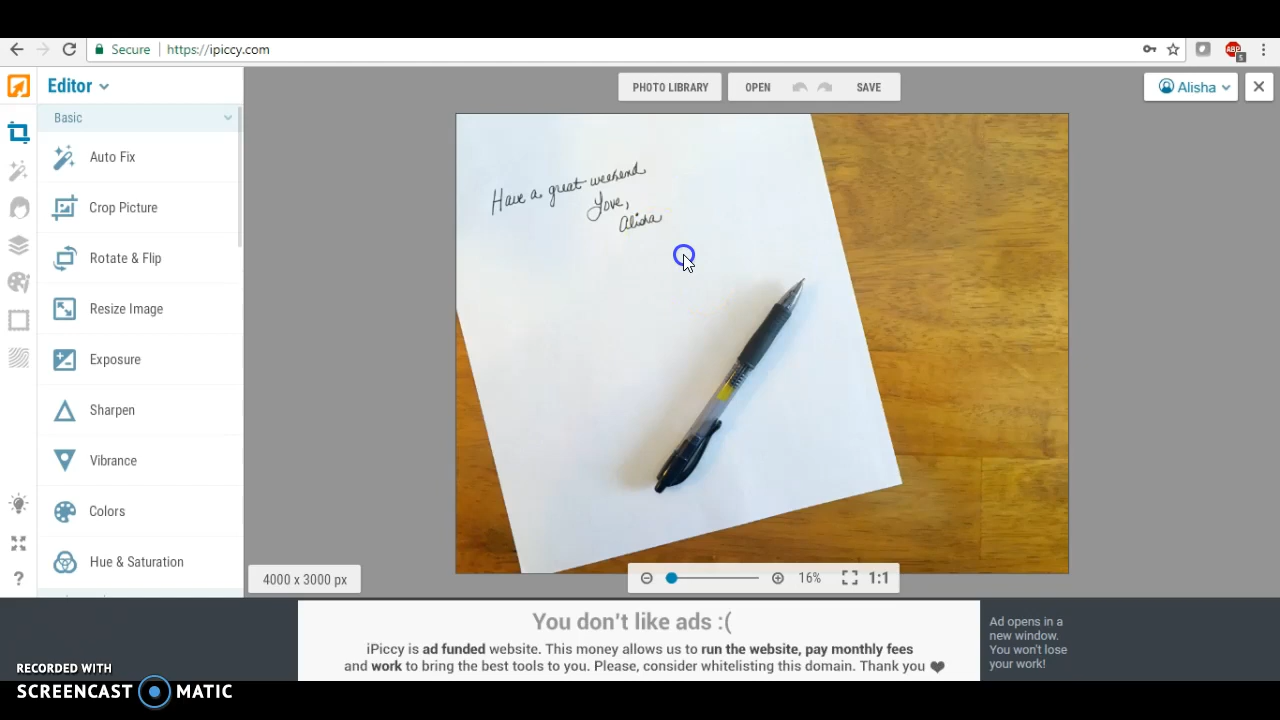 Secure https://ipiccy.com
ABP
5
Editor
PHOTO LIBRARY
OPEN
SAVE
Alisha
Basic
Auto Fix
Crop Picture
Rotate & Flip
Resize Image
Exposure
Sharpen
Vibrance
Colors
Hue & Saturation
?
Have a great weekend
Love,
Alisha
4000 x 3000 px
16%
1:1
You don't like ads :(
iPiccy is ad funded website. This money allows us to run the website, pay monthly fees
and work to bring the best tools to you. Please, consider whitelisting this domain. Thank you
Ad opens in a
new window.
You won't lose
your work!
RECORDED WITH
SCREENCAST MATIC